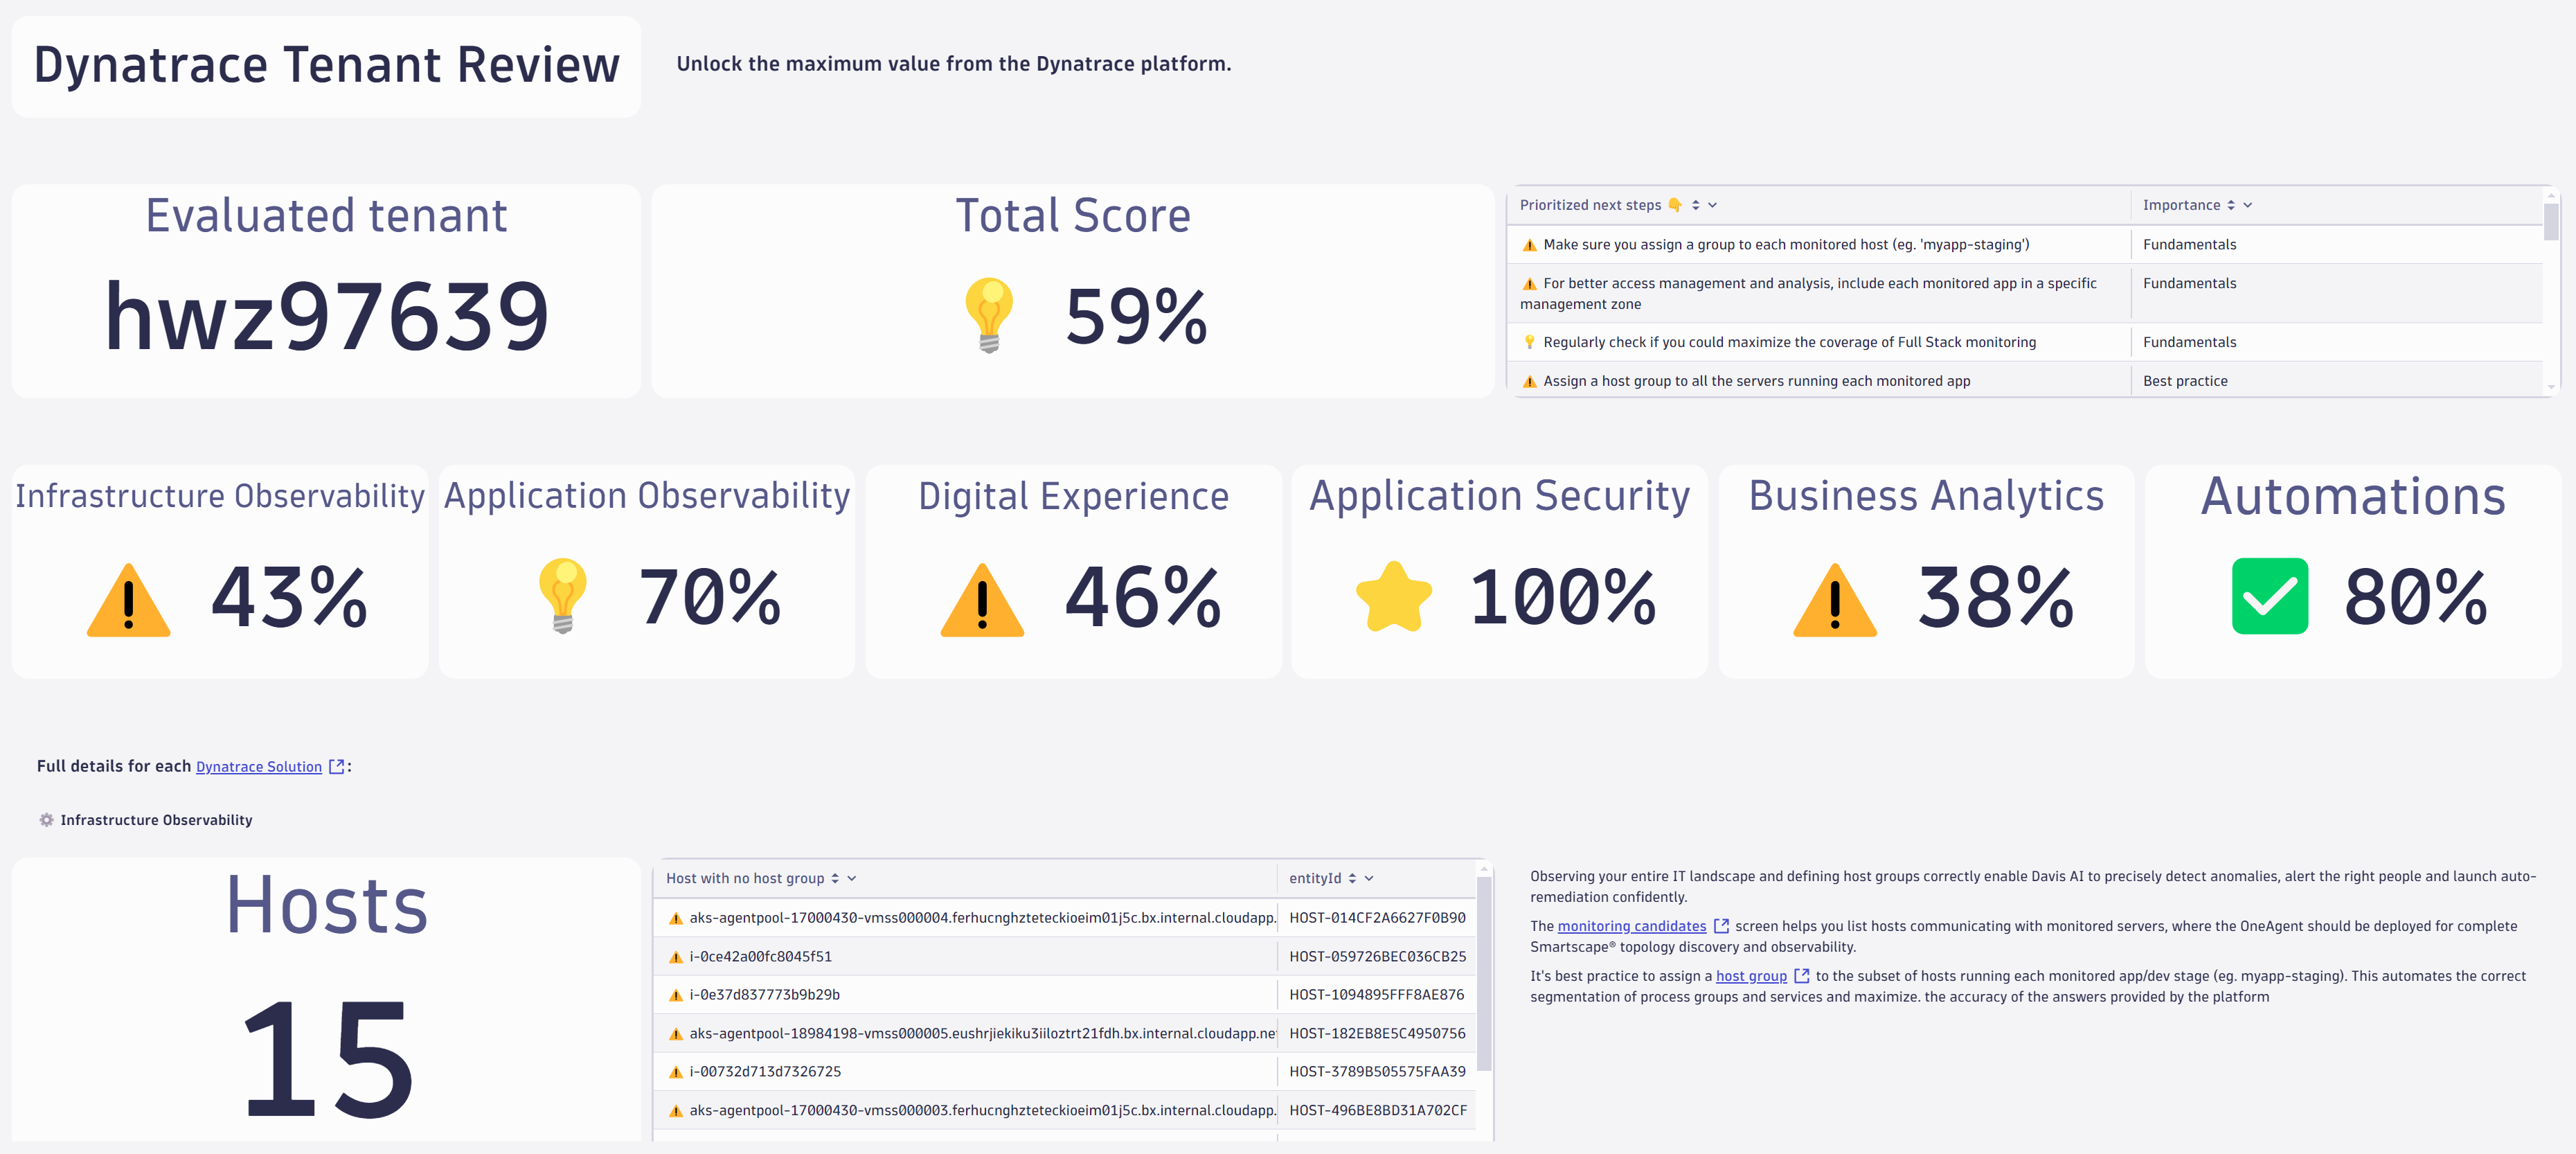 Dynatrace Tenant Review
Unlock the maximum value from the Dynatrace platform.
Evaluated tenant
hwz97639
Total Score
59%
Prioritized next steps
Importance
Make sure you assign a group to each monitored host (eg. 'myapp-staging')
Fundamentals
For better access management and analysis, include each monitored app in a specific
management zone
Fundamentals
Regularly check if you could maximize the coverage of Full Stack monitoring
Fundamentals
Assign a host group to all the servers running each monitored app
Best practice
Infrastructure Observability
43%
Application Observability
70%
Digital Experience
46%
Application Security
100%
Business Analytics
38%
Automations
80%
Full details for each Dynatrace Solution :
Infrastructure Observability
Hosts
15
Host with no host group
entityId
aks-agentpool-17000430-vmss000004.ferhucnghzteteckioeim01j5c.bx.internal.cloudapp.
HOST-014CF2A6627F0B90
i-0ce42a00fc8045f51
HOST-059726BEC036CB25
i-0e37d837773b9b29b
HOST-1094895FFF8AE876
aks-agentpool-18984198-vmss000005.eushrjiekiku3iiloztrt21fdh.bx.internal.cloudapp.ne
HOST-182EB8E5C4950756
i-00732d713d7326725
HOST-3789B505575FAA39
aks-agentpool-17000430-vmss000003.ferhucnghzteteckioeim01j5c.bx.internal.cloudapp.
HOST-496BE8BD31A702CF
Observing your entire IT landscape and defining host groups correctly enable Davis AI to precisely detect anomalies, alert the right people and launch auto-
remediation confidently.
The monitoring candidates screen helps you list hosts communicating with monitored servers, where the OneAgent should be deployed for complete
Smartscape® topology discovery and observability.
It's best practice to assign a host group to the subset of hosts running each monitored app/dev stage (eg. myapp-staging). This automates the correct
segmentation of process groups and services and maximize. the accuracy of the answers provided by the platform